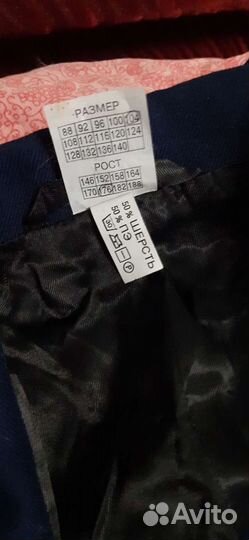 РАЗМЕР
88 92 96 100 104
108 112 116 120 124
128 132 136 140
РОСТ
146 152 158 164
170 176 182 188
50% ШЕРСТЬ
50% ПЭ
30
P
Avito